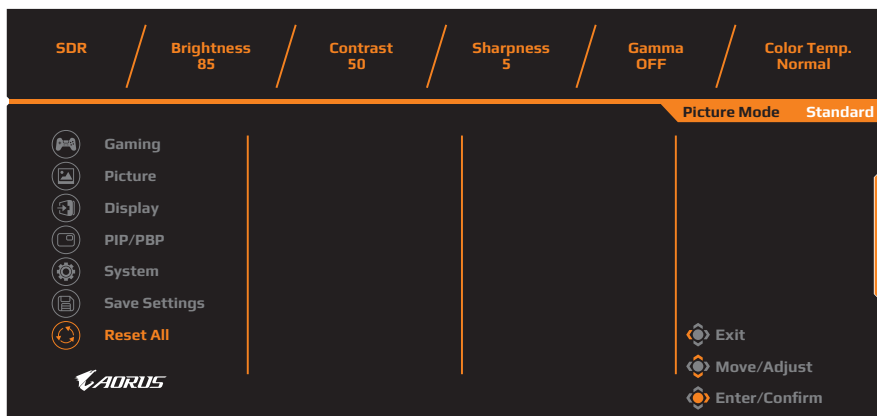 SDR
Brightness
85
Contrast
50
Sharpness
5
Gamma
OFF
Color Temp.
Normal
Picture Mode Standard
Gaming
Picture
Display
PIP/PBP
System
Save Settings
Reset All
AORUS
Exit
Move/Adjust
Enter/Confirm